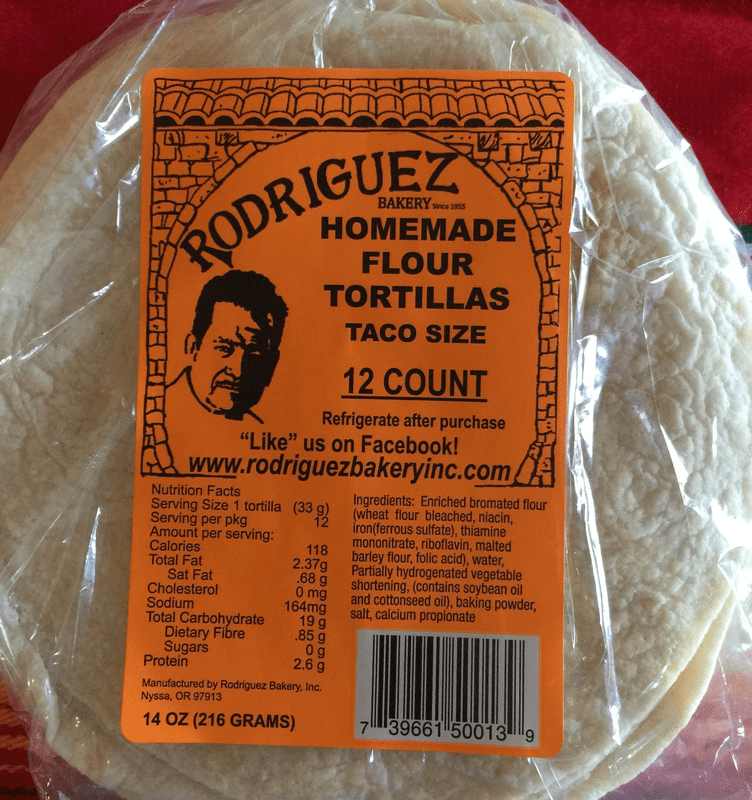 RODRIGUEZ
BAKERY Since 1955
HOMEMADE
FLOUR
TORTILLAS
TACO SIZE
12 COUNT
Refrigerate after purchase
“Like” us on Facebook!
www.rodriguezbakeryinc.com
Nutrition Facts
Serving Size 1 tortilla (33 g)
Serving per pkg 12
Amount per serving:
Calories 118
Total Fat 2.37g
Sat Fat .68 g
Cholesterol 0 mg
Sodium 164mg
Total Carbohydrate 19 g
Dietary Fibre .85 g
Sugars 0 g
Protein 2.6 g
Manufactured by Rodriguez Bakery, Inc.
Nyssa, OR 97913
14 OZ (216 GRAMS)
Ingredients: Enriched bromated flour
(wheat flour bleached, niacin,
iron(ferrous sulfate), thiamine
mononitrate, riboflavin, malted
barley flour, folic acid), water,
Partially hydrogenated vegetable
shortening, (contains soybean oil
and cottonseed oil), baking powder,
salt, calcium propionate
7 39661 50013 9